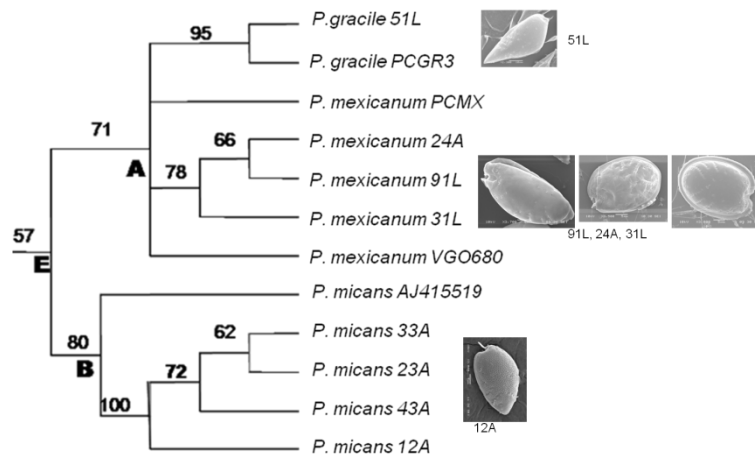 P.gracile 51L
95
51L
P. gracile PCGR3
P. mexicanum PCMX
71
66
P. mexicanum 24A
A
78
P. mexicanum 91L
P. mexicanum 31L
57
91L, 24A, 31L
P. mexicanum VGO680
E
P. micans AJ415519
80
62
P. micans 33A
B
72
P. micans 23A
100
P. micans 43A
12A
P. micans 12A